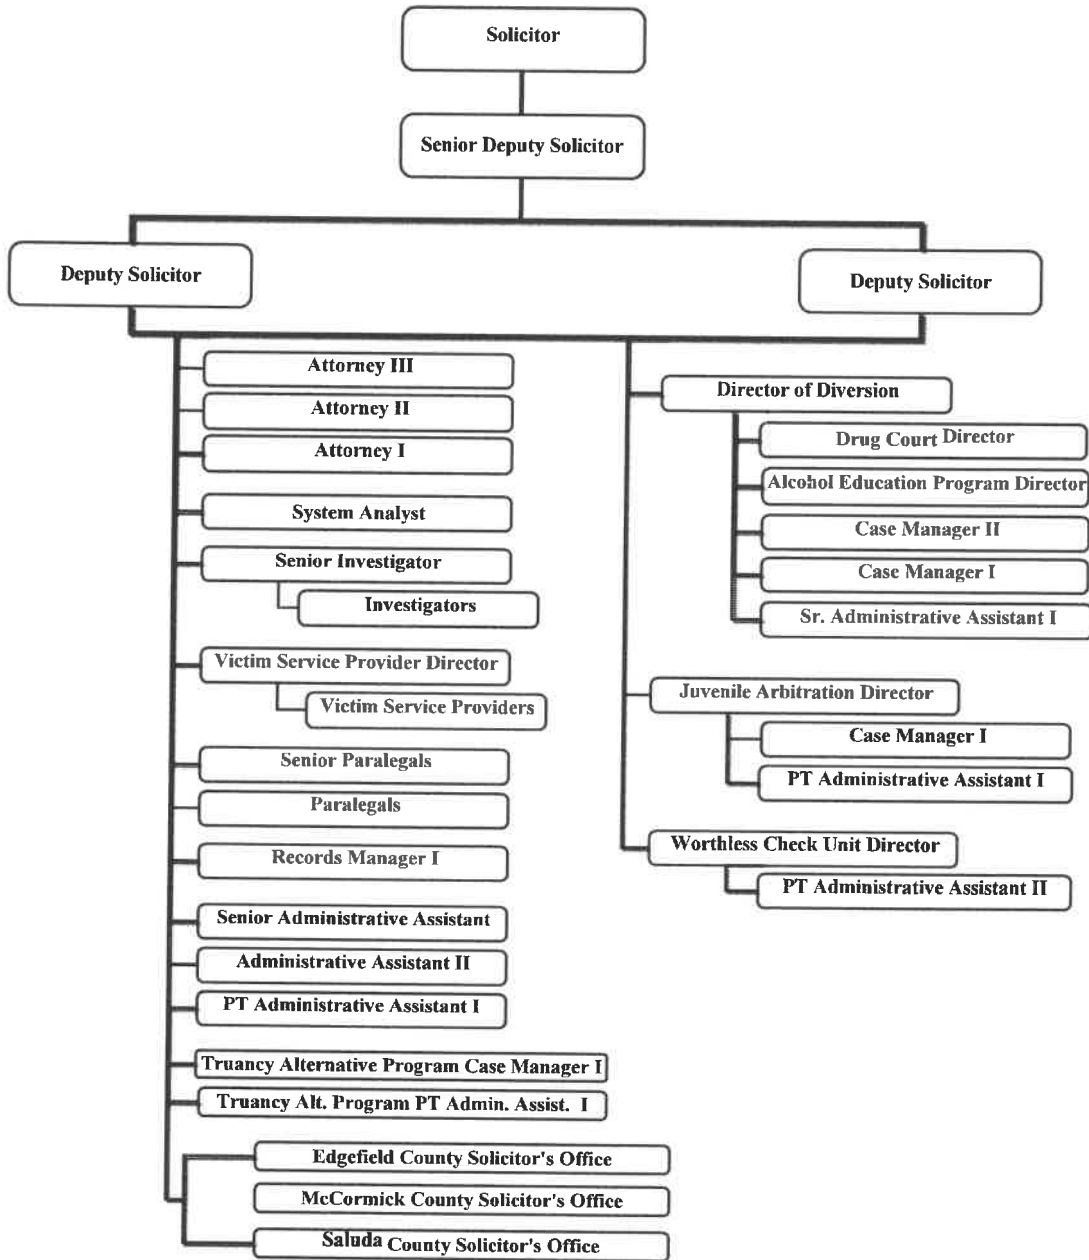 Solicitor
Senior Deputy Solicitor
Deputy Solicitor
Deputy Solicitor
Attorney III
Attorney II
Attorney I
System Analyst
Senior Investigator
Investigators
Victim Service Provider Director
Victim Service Providers
Senior Paralegals
Paralegals
Records Manager I
Senior Administrative Assistant
Administrative Assistant II
PT Administrative Assistant I
Truancy Alternative Program Case Manager I
Truancy Alt. Program PT Admin. Assist. I
Edgefield County Solicitor's Office
McCormick County Solicitor's Office
Saluda County Solicitor's Office
Director of Diversion
Drug Court Director
Alcohol Education Program Director
Case Manager II
Case Manager I
Sr. Administrative Assistant I
Juvenile Arbitration Director
Case Manager I
PT Administrative Assistant I
Worthless Check Unit Director
PT Administrative Assistant II